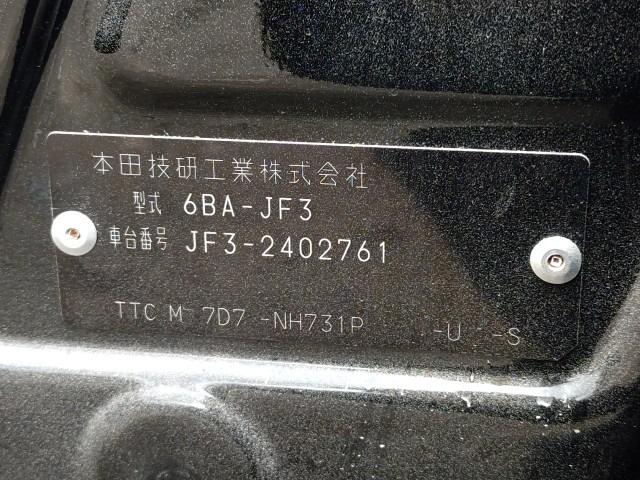 本田技研工業株式会社
型式 6BA-JF3
車台番号 JF3-2402761
TTC M 7D7 -NH731P -U -S